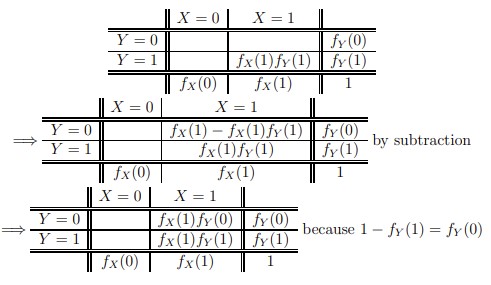 X = 0 X = 1
Y = 0 f_Y(0)
Y = 1 f_X(1)f_Y(1) f_Y(1)
f_X(0) f_X(1) 1
X = 0 X = 1
⟹ Y = 0 f_X(1) − f_X(1)f_Y(1) f_Y(0) by subtraction
Y = 1 f_X(1)f_Y(1) f_Y(1)
f_X(0) f_X(1) 1
X = 0 X = 1
⟹ Y = 0 f_X(1)f_Y(0) f_Y(0) because 1 − f_Y(1) = f_Y(0)
Y = 1 f_X(1)f_Y(1) f_Y(1)
f_X(0) f_X(1) 1